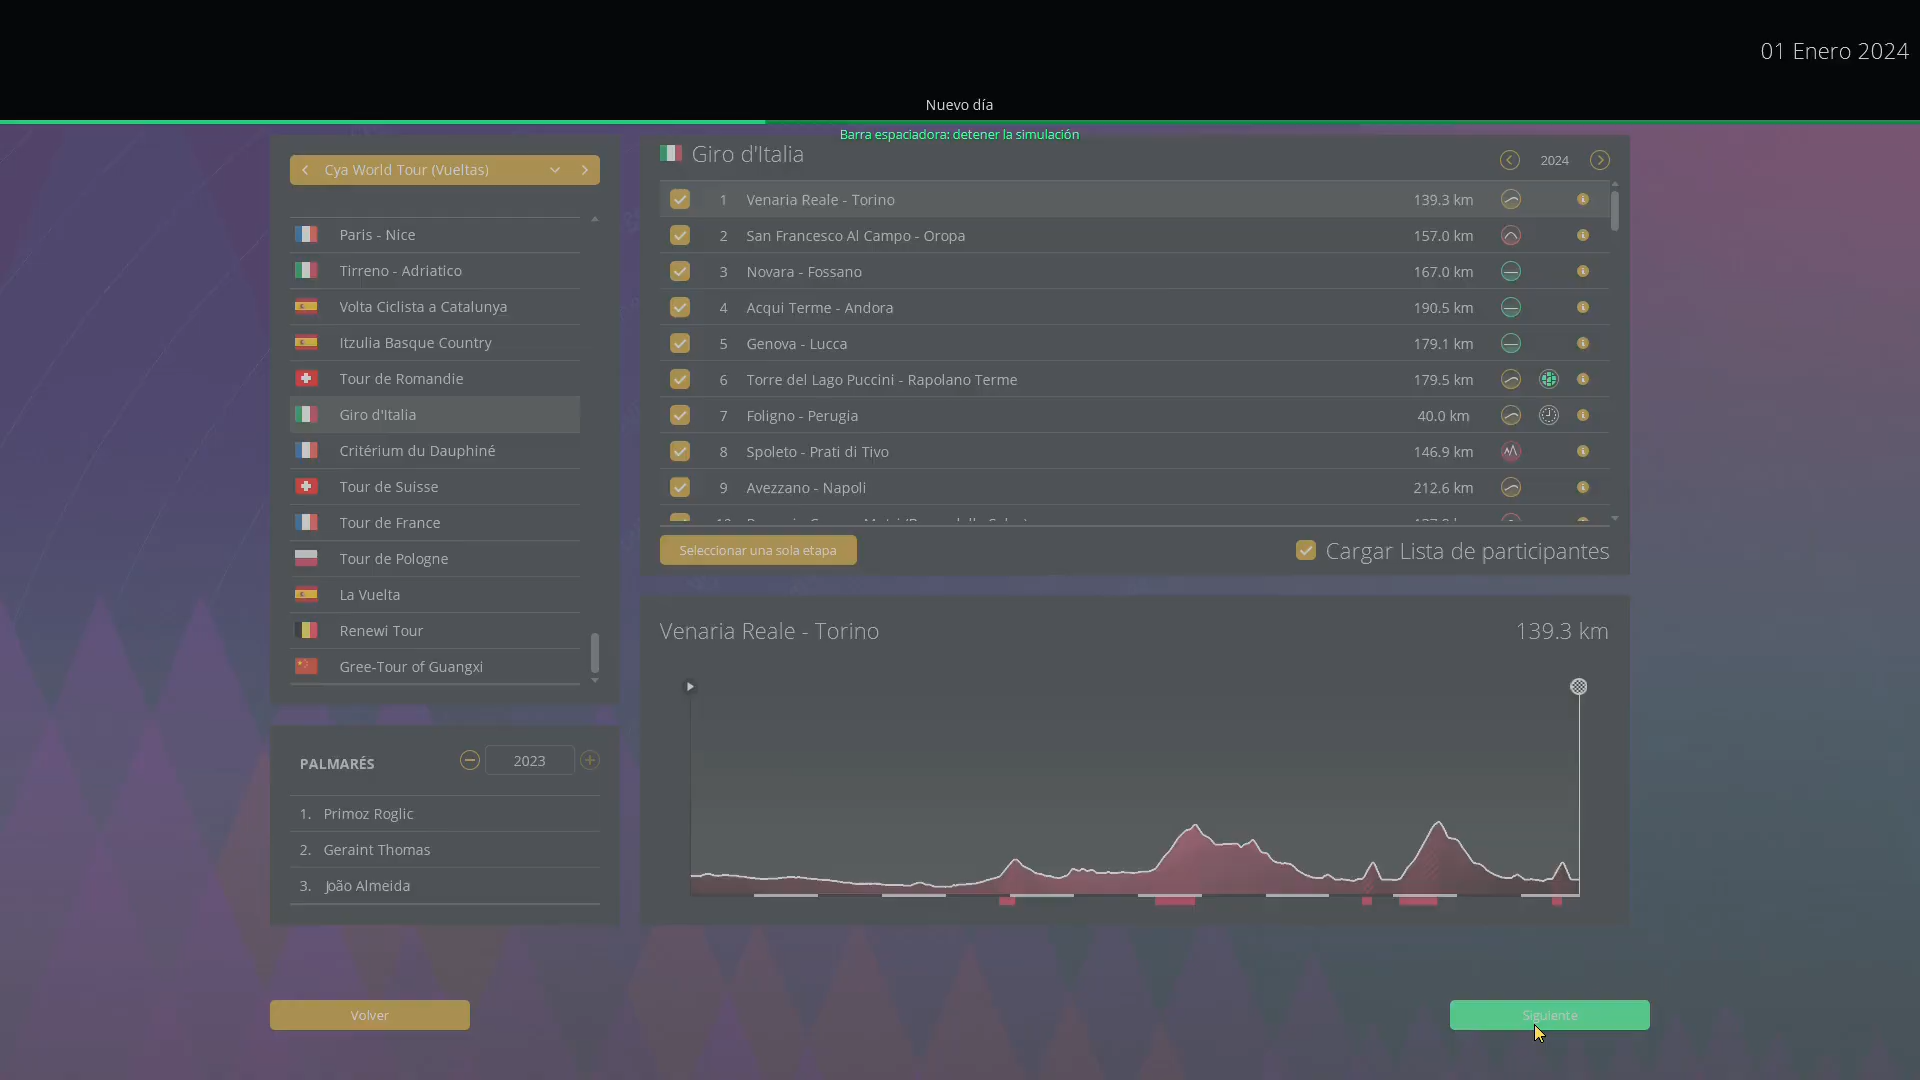 01 Enero 2024
Nuevo día
Barra espaciadora: detener la simulación
Cya World Tour (Vueltas)
Paris - Nice
Tirreno - Adriatico
Volta Ciclista a Catalunya
Itzulia Basque Country
Tour de Romandie
Giro d'Italia
Critérium du Dauphiné
Tour de Suisse
Tour de France
Tour de Pologne
La Vuelta
Renewi Tour
Gree-Tour of Guangxi
PALMARÉS 2023
1. Primoz Roglic
2. Geraint Thomas
3. João Almeida
Giro d'Italia 2024
1 Venaria Reale - Torino 139.3 km
2 San Francesco Al Campo - Oropa 157.0 km
3 Novara - Fossano 167.0 km
4 Acqui Terme - Andora 190.5 km
5 Genova - Lucca 179.1 km
6 Torre del Lago Puccini - Rapolano Terme 179.5 km
7 Foligno - Perugia 40.0 km
8 Spoleto - Prati di Tivo 146.9 km
9 Avezzano - Napoli 212.6 km
Seleccionar una sola etapa
Cargar Lista de participantes
Venaria Reale - Torino 139.3 km
Volver
Siguiente